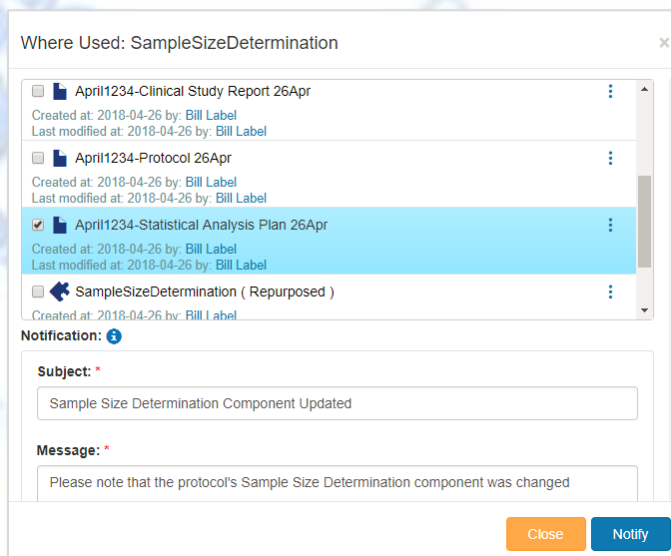 Where Used: SampleSizeDetermination
×
April1234-Clinical Study Report 26Apr
Created at: 2018-04-26 by: Bill Label
Last modified at: 2018-04-26 by: Bill Label
April1234-Protocol 26Apr
Created at: 2018-04-26 by: Bill Label
Last modified at: 2018-04-26 by: Bill Label
April1234-Statistical Analysis Plan 26Apr
Created at: 2018-04-26 by: Bill Label
Last modified at: 2018-04-26 by: Bill Label
SampleSizeDetermination ( Repurposed )
Created at: 2018-04-26 by: Bill Label
Notification:
Subject: *
Sample Size Determination Component Updated
Message: *
Please note that the protocol's Sample Size Determination component was changed
Close Notify